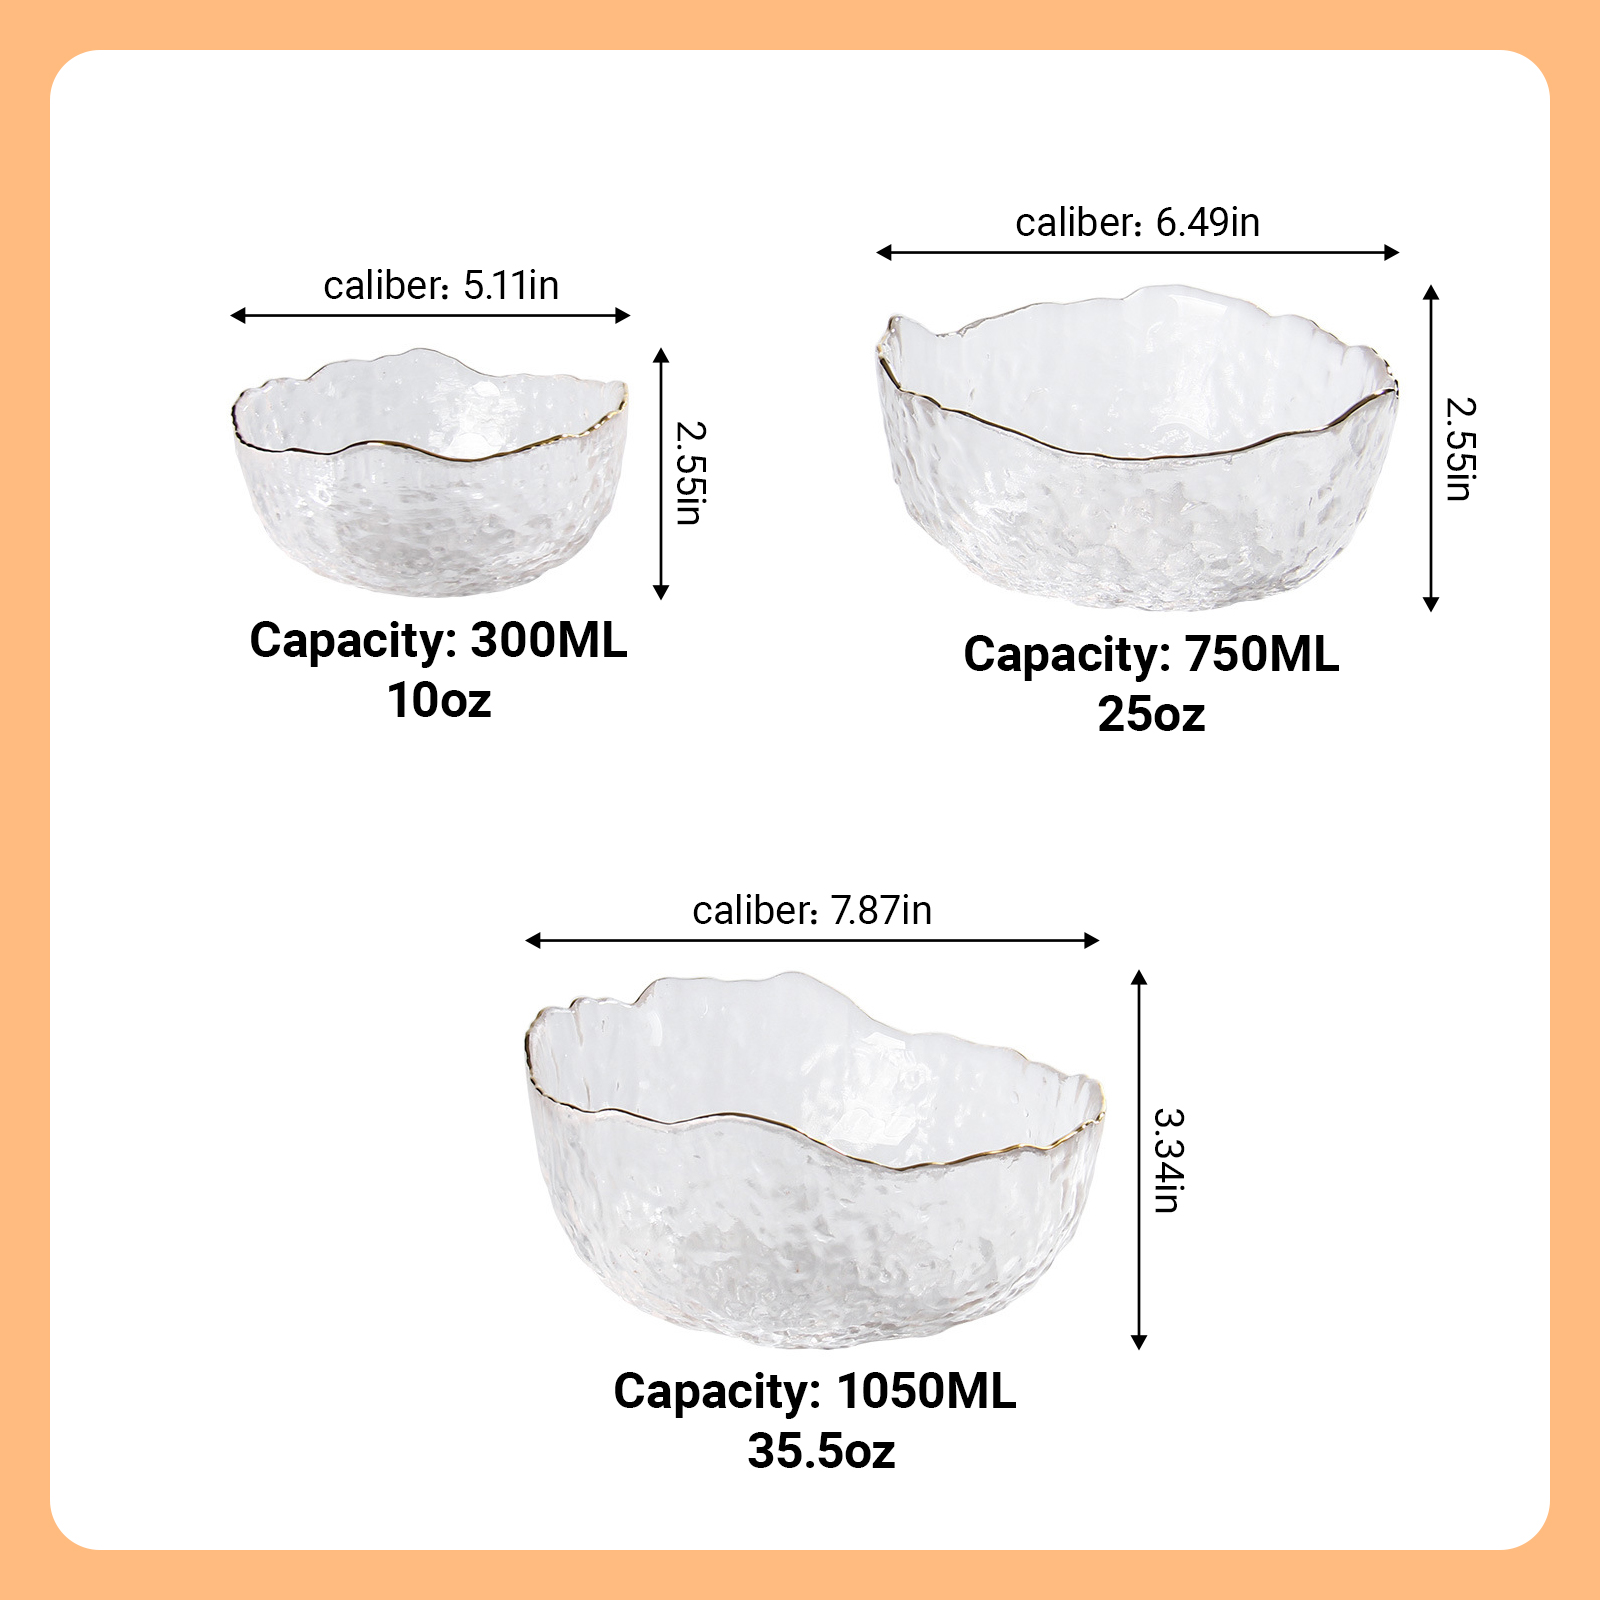 caliber: 5.11in
2.55in
Capacity: 300ML
10oz
caliber: 6.49in
2.55in
Capacity: 750ML
25oz
caliber: 7.87in
3.34in
Capacity: 1050ML
35.5oz